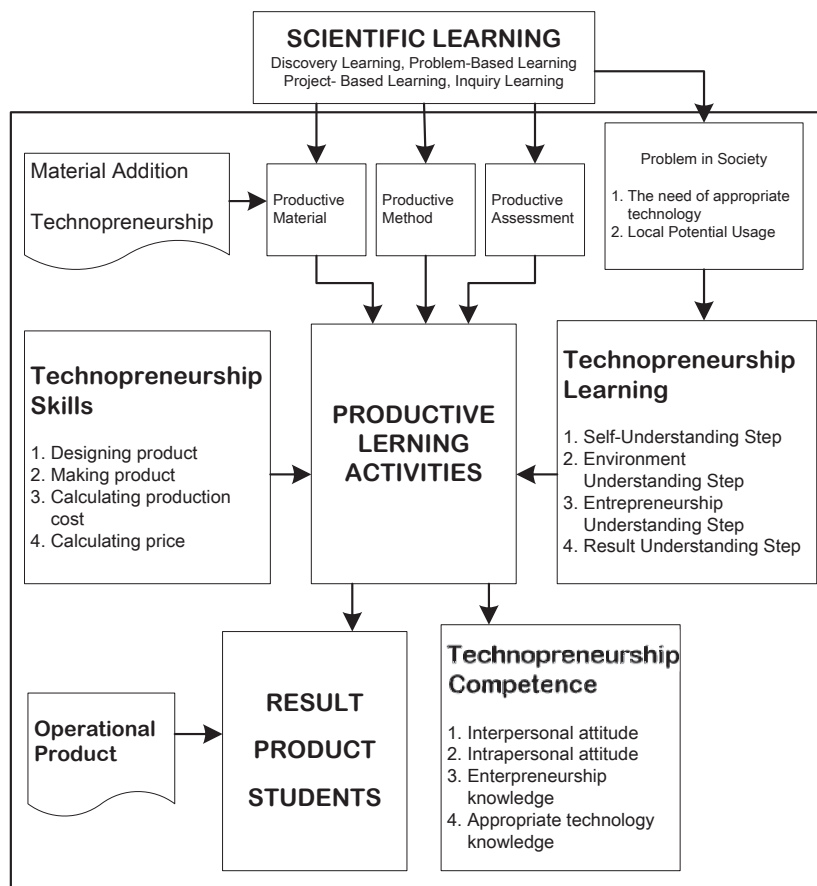 SCIENTIFIC LEARNING
Discovery Learning, Problem-Based Learning
Project- Based Learning, Inquiry Learning
Material Addition
Technopreneurship
Productive
Material
Productive
Method
Productive
Assessment
Problem in Society
1. The need of appropriate
technology
2. Local Potential Usage
Technopreneurship
Skills
1. Designing product
2. Making product
3. Calculating production
cost
4. Calculating price
PRODUCTIVE
LERNING
ACTIVITIES
Technopreneurship
Learning
1. Self-Understanding Step
2. Environment
Understanding Step
3. Entrepreneurship
Understanding Step
4. Result Understanding Step
Operational
Product
RESULT
PRODUCT
STUDENTS
Technopreneurship
Competence
1. Interpersonal attitude
2. Intrapersonal attitude
3. Enterpreneurship
knowledge
4. Appropriate technology
knowledge